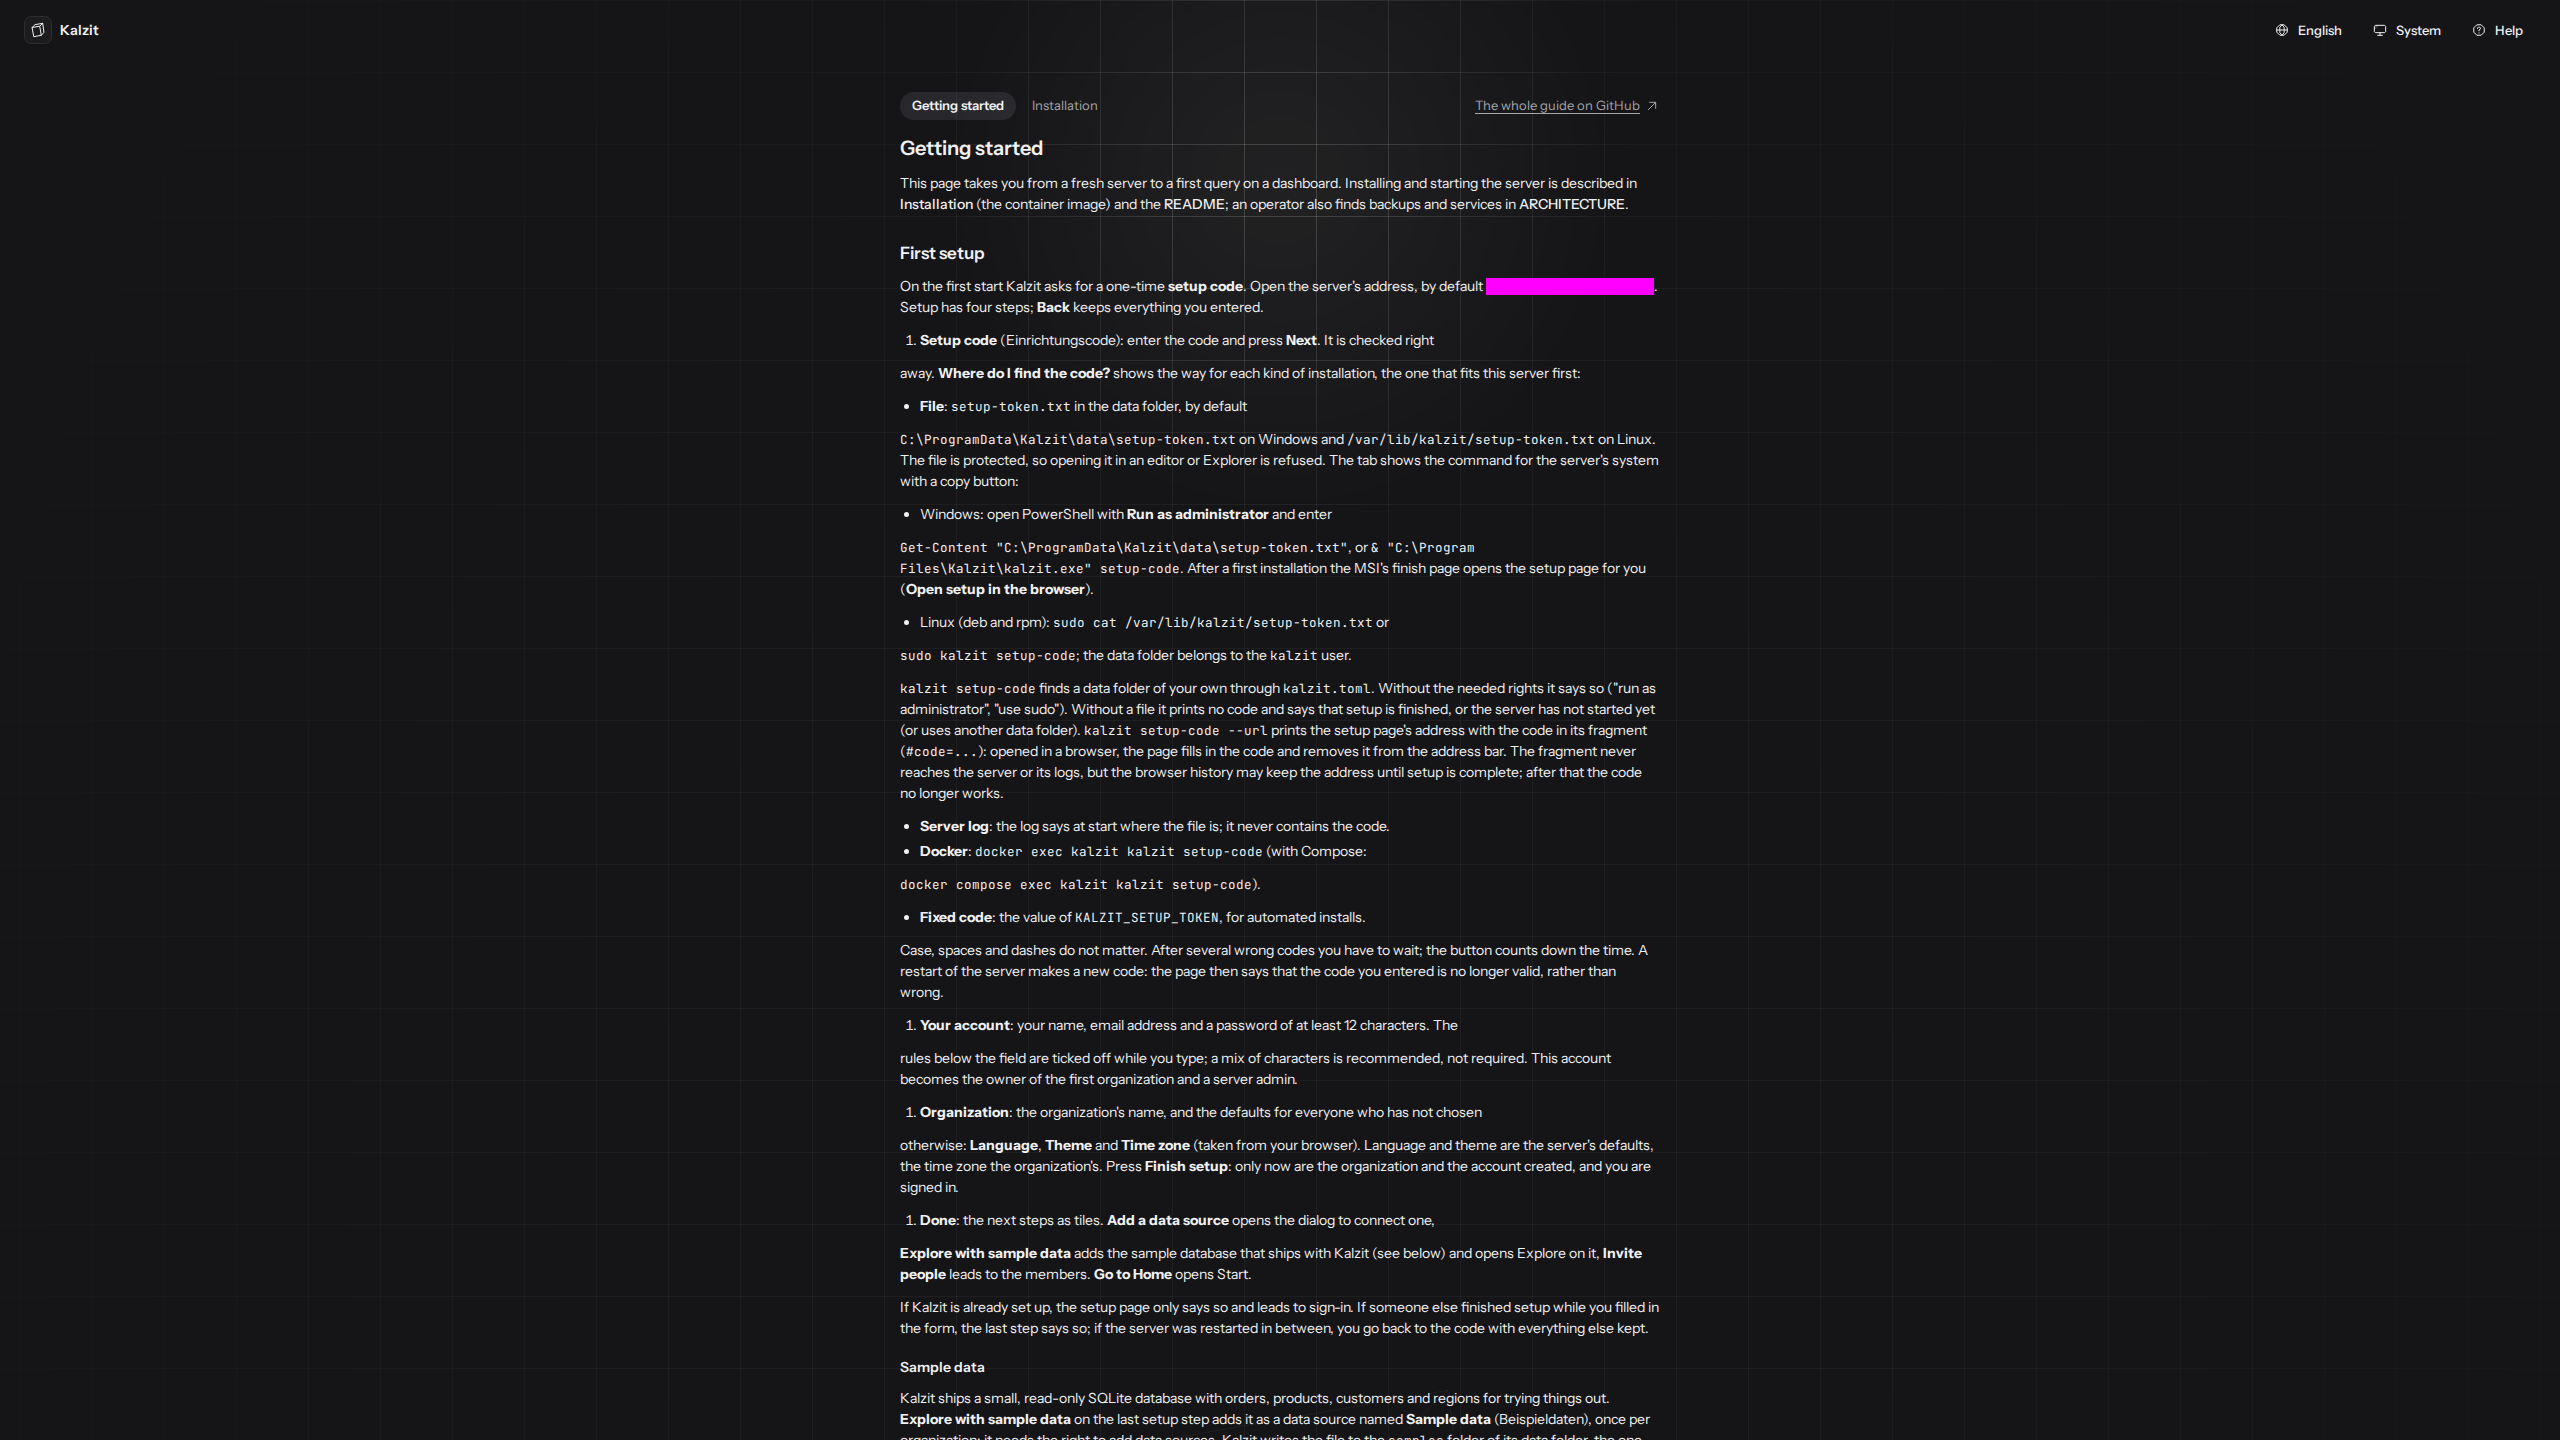 Kalzit
English
System
Help
Getting started
Installation
The whole guide on GitHub
Getting started
This page takes you from a fresh server to a first query on a dashboard. Installing and starting the server is described in
Installation (the container image) and the README; an operator also finds backups and services in ARCHITECTURE.
First setup
On the first start Kalzit asks for a one-time setup code. Open the server's address, by default .
Setup has four steps; Back keeps everything you entered.
1. Setup code (Einrichtungscode): enter the code and press Next. It is checked right
away. Where do I find the code? shows the way for each kind of installation, the one that fits this server first:
• File: setup-token.txt in the data folder, by default
C:\ProgramData\Kalzit\data\setup-token.txt on Windows and /var/lib/kalzit/setup-token.txt on Linux.
The file is protected, so opening it in an editor or Explorer is refused. The tab shows the command for the server's system
with a copy button:
• Windows: open PowerShell with Run as administrator and enter
Get-Content "C:\ProgramData\Kalzit\data\setup-token.txt", or & "C:\Program
Files\Kalzit\kalzit.exe" setup-code. After a first installation the MSI's finish page opens the setup page for you
(Open setup in the browser).
• Linux (deb and rpm): sudo cat /var/lib/kalzit/setup-token.txt or
sudo kalzit setup-code; the data folder belongs to the kalzit user.
kalzit setup-code finds a data folder of your own through kalzit.toml. Without the needed rights it says so ("run as
administrator", "use sudo"). Without a file it prints no code and says that setup is finished, or the server has not started yet
(or uses another data folder). kalzit setup-code --url prints the setup page's address with the code in its fragment
(#code=...): opened in a browser, the page fills in the code and removes it from the address bar. The fragment never
reaches the server or its logs, but the browser history may keep the address until setup is complete; after that the code
no longer works.
• Server log: the log says at start where the file is; it never contains the code.
• Docker: docker exec kalzit kalzit setup-code (with Compose:
docker compose exec kalzit kalzit setup-code).
• Fixed code: the value of KALZIT_SETUP_TOKEN, for automated installs.
Case, spaces and dashes do not matter. After several wrong codes you have to wait; the button counts down the time. A
restart of the server makes a new code: the page then says that the code you entered is no longer valid, rather than
wrong.
1. Your account: your name, email address and a password of at least 12 characters. The
rules below the field are ticked off while you type; a mix of characters is recommended, not required. This account
becomes the owner of the first organization and a server admin.
1. Organization: the organization's name, and the defaults for everyone who has not chosen
otherwise: Language, Theme and Time zone (taken from your browser). Language and theme are the server's defaults,
the time zone the organization's. Press Finish setup: only now are the organization and the account created, and you are
signed in.
1. Done: the next steps as tiles. Add a data source opens the dialog to connect one,
Explore with sample data adds the sample database that ships with Kalzit (see below) and opens Explore on it, Invite
people leads to the members. Go to Home opens Start.
If Kalzit is already set up, the setup page only says so and leads to sign-in. If someone else finished setup while you filled in
the form, the last step says so; if the server was restarted in between, you go back to the code with everything else kept.
Sample data
Kalzit ships a small, read-only SQLite database with orders, products, customers and regions for trying things out.
Explore with sample data on the last setup step adds it as a data source named Sample data (Beispieldaten), once per